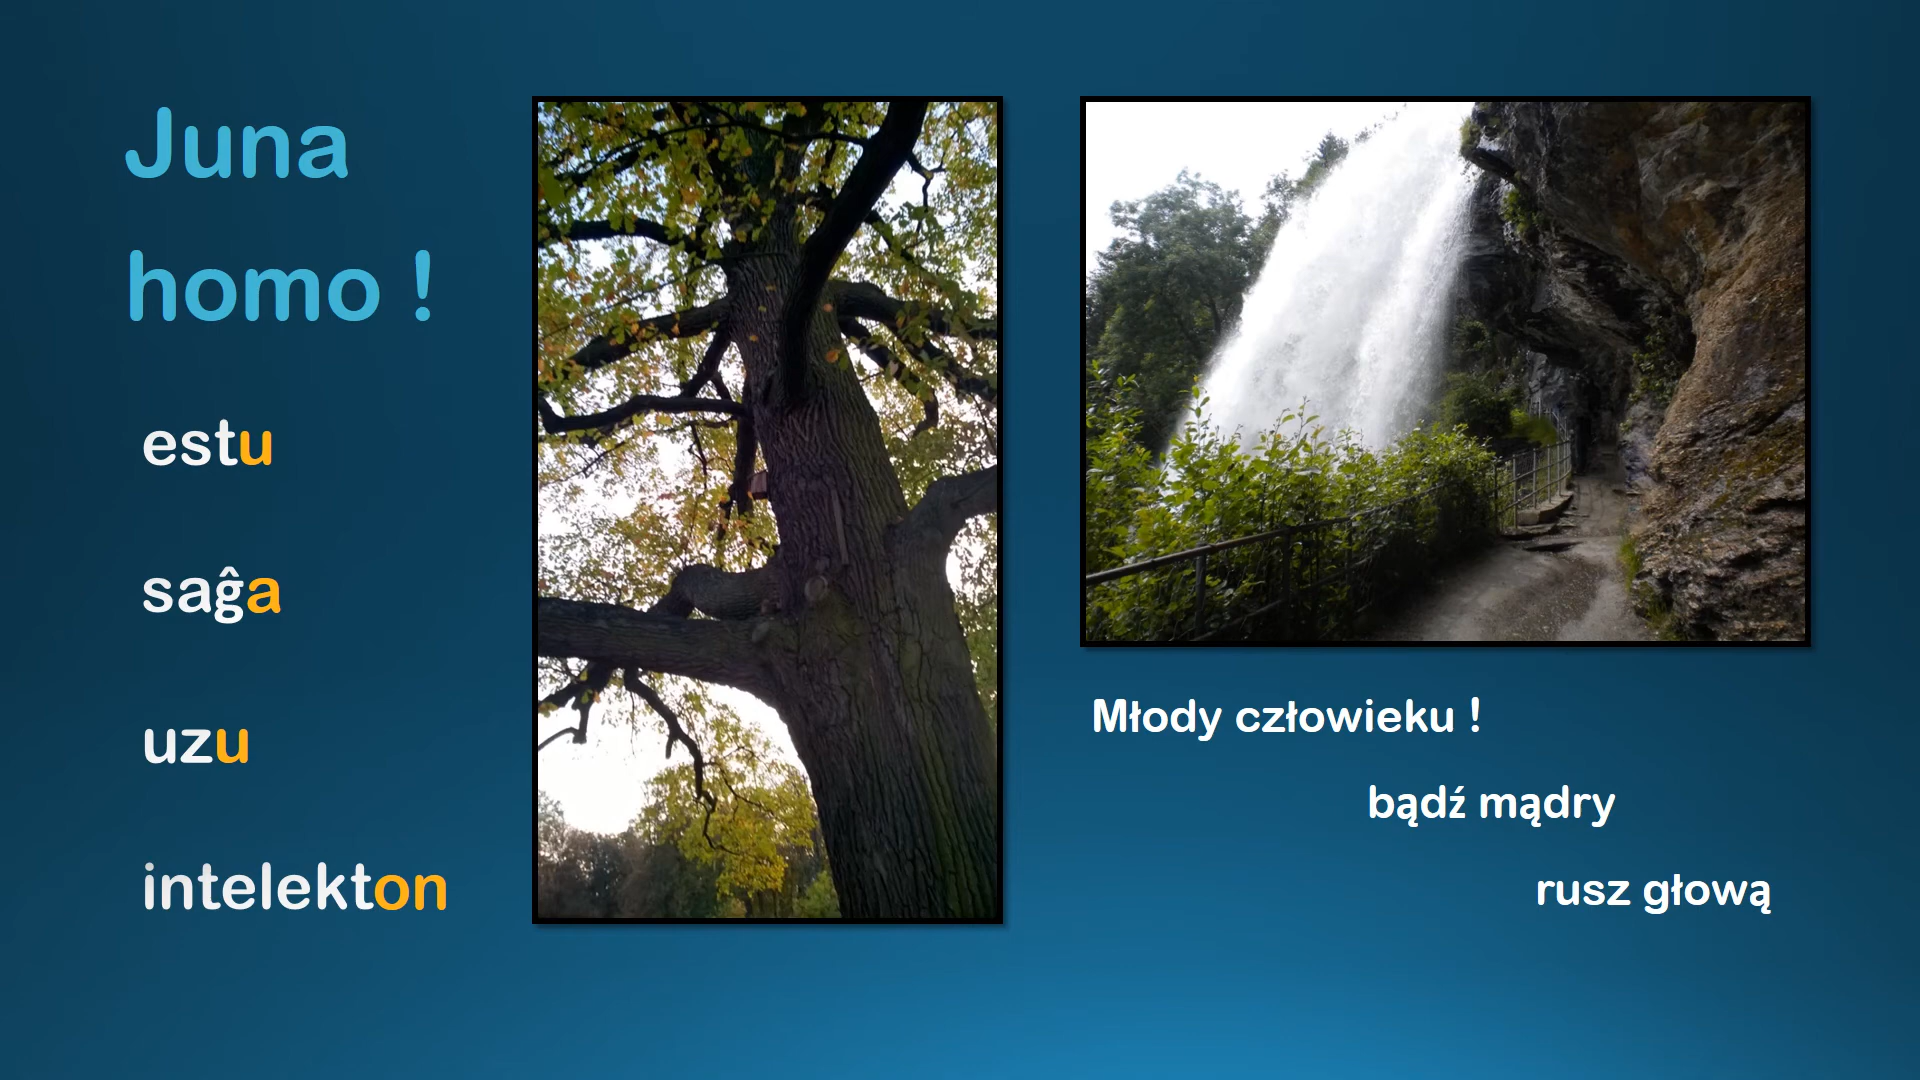 Juna
homo !
estu
saĝa
uzu
intelekton
Młody człowieku !
bądź mądry
rusz głową